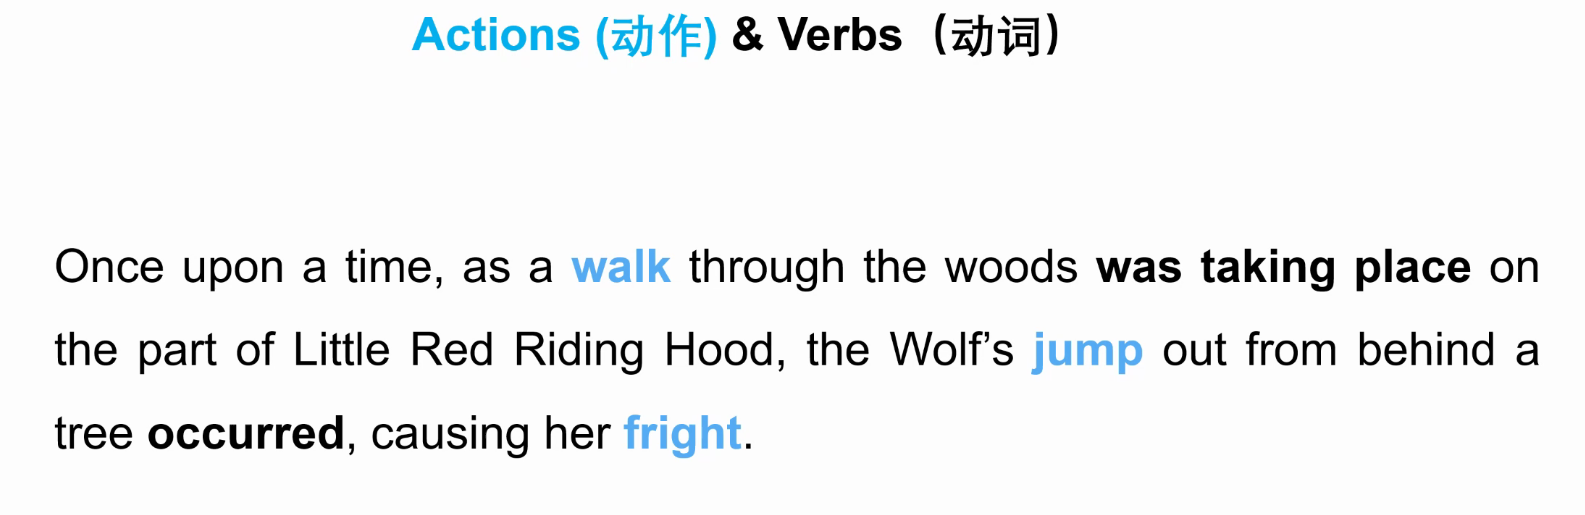 Actions (动作) & Verbs（动词）
Once upon a time, as a walk through the woods was taking place on
the part of Little Red Riding Hood, the Wolf’s jump out from behind a
tree occurred, causing her fright.